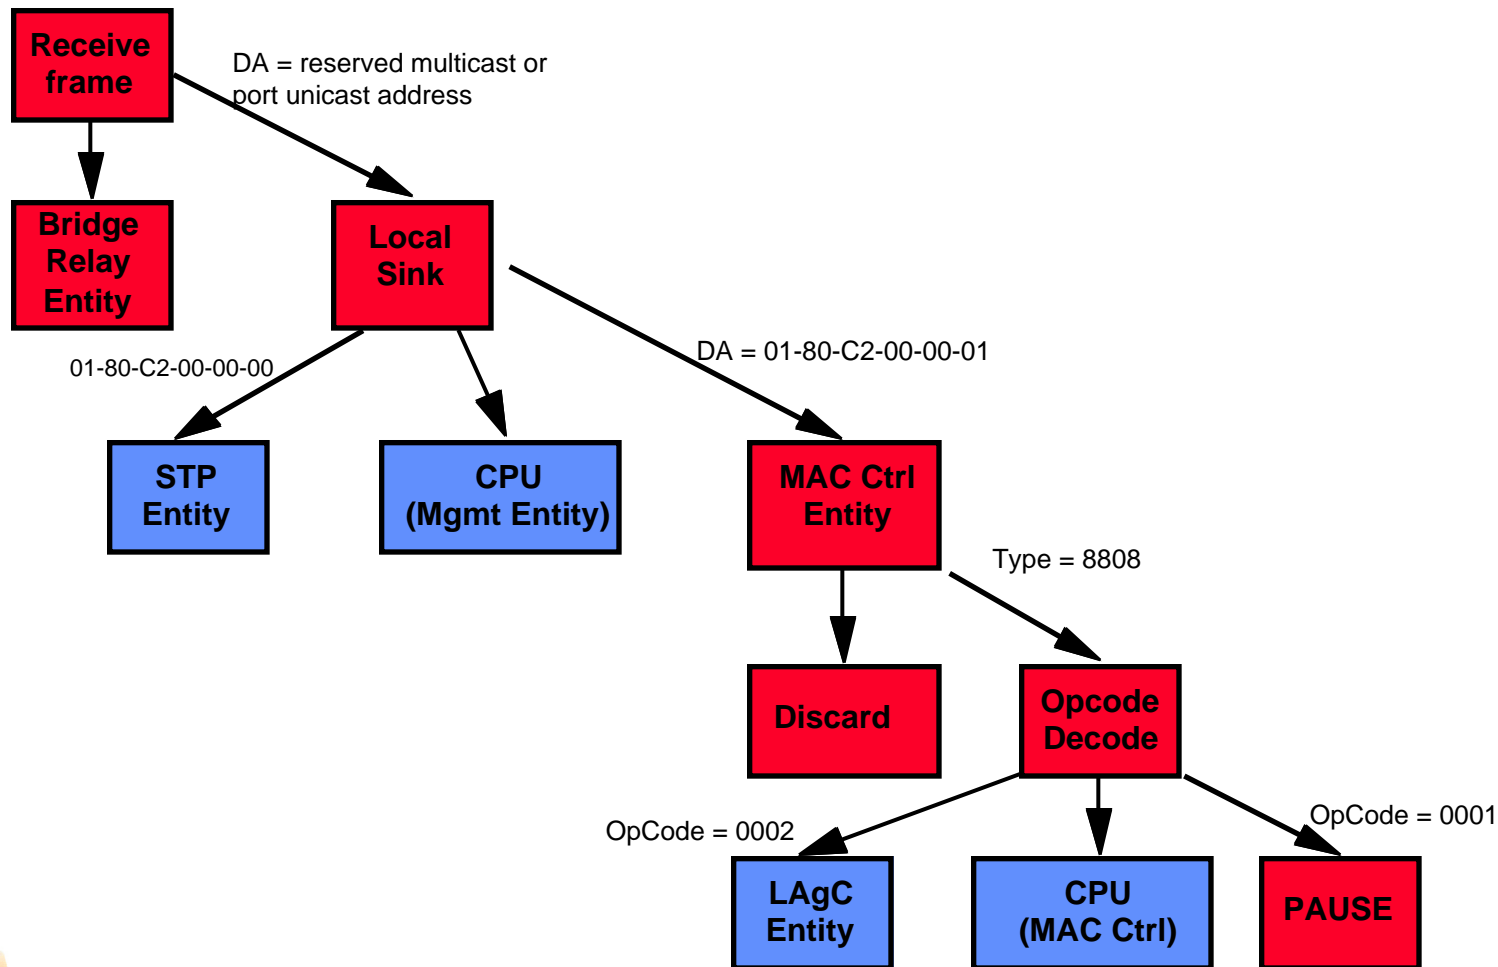 Receive
frame
DA = reserved multicast or
port unicast address
Bridge
Relay
Entity
Local
Sink
01-80-C2-00-00-00
DA = 01-80-C2-00-00-01
STP
Entity
CPU
(Mgmt Entity)
MAC Ctrl
Entity
Type = 8808
Discard
Opcode
Decode
OpCode = 0002
OpCode = 0001
LAgC
Entity
CPU
(MAC Ctrl)
PAUSE